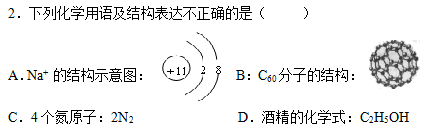 2．下列化学用语及结构表达不正确的是（　　）
A.Na⁺ 的结构示意图： +11 2 8 B：C₆₀分子的结构：
C．4个氮原子：2N₂ D．酒精的化学式：C₂H₅OH